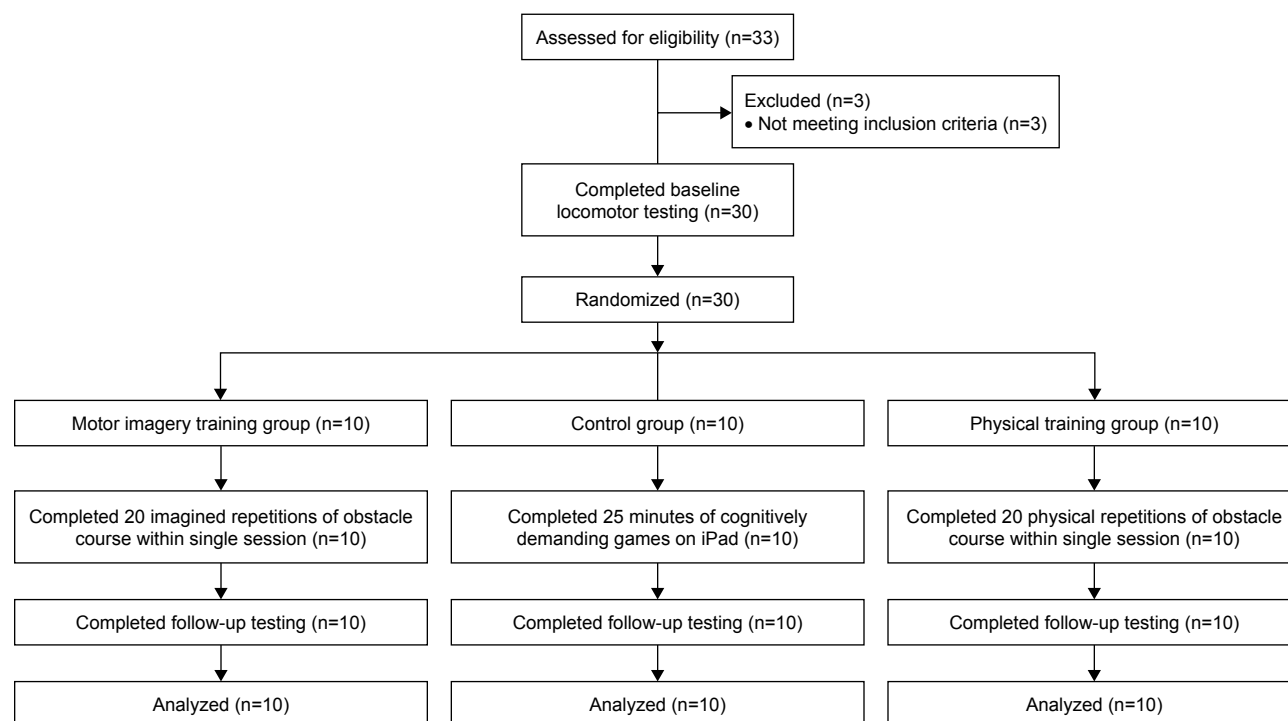 Assessed for eligibility (n=33)
Excluded (n=3)
• Not meeting inclusion criteria (n=3)
Completed baseline
locomotor testing (n=30)
Randomized (n=30)
Motor imagery training group (n=10)
Control group (n=10)
Physical training group (n=10)
Completed 20 imagined repetitions of obstacle
course within single session (n=10)
Completed 25 minutes of cognitively
demanding games on iPad (n=10)
Completed 20 physical repetitions of obstacle
course within single session (n=10)
Completed follow-up testing (n=10)
Completed follow-up testing (n=10)
Completed follow-up testing (n=10)
Analyzed (n=10)
Analyzed (n=10)
Analyzed (n=10)